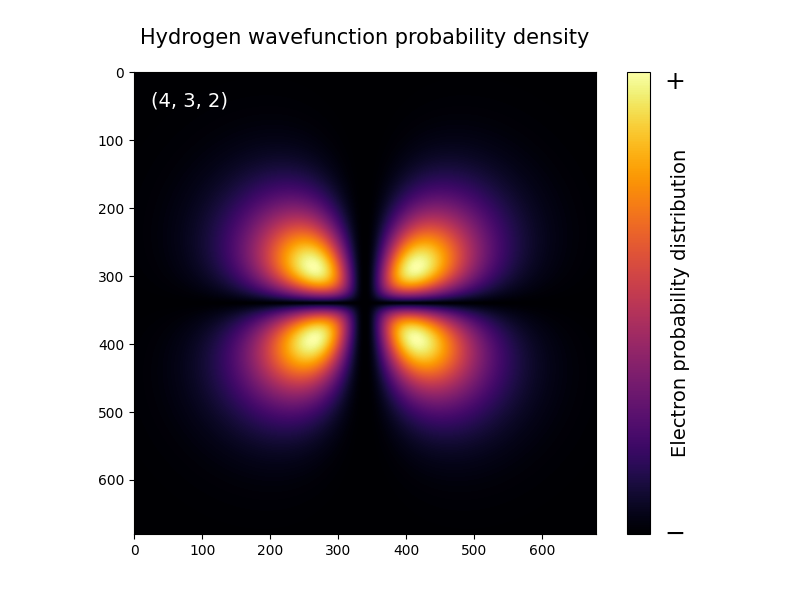 Hydrogen wavefunction probability density
(4, 3, 2)
0
100
200
300
400
500
600
0 100 200 300 400 500 600
+
Electron probability distribution
−